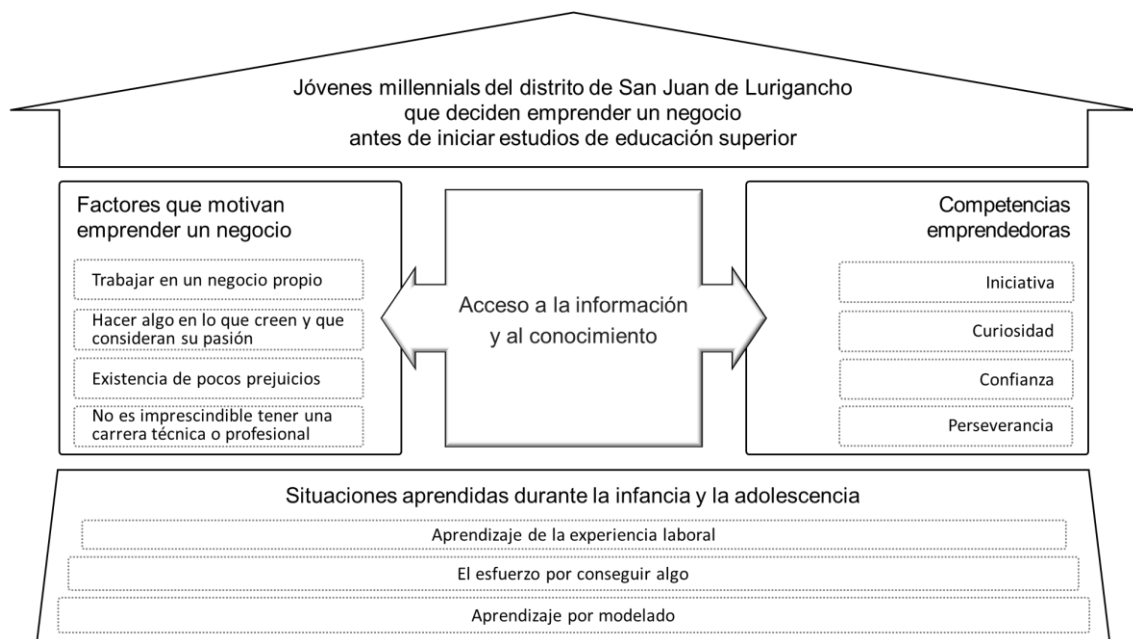 Jóvenes millennials del distrito de San Juan de Lurigancho
que deciden emprender un negocio
antes de iniciar estudios de educación superior
Factores que motivan
emprender un negocio
Trabajar en un negocio propio
Hacer algo en lo que creen y que
consideran su pasión
Existencia de pocos prejuicios
No es imprescindible tener una
carrera técnica o profesional
Acceso a la información
y al conocimiento
Competencias
emprendedoras
Iniciativa
Curiosidad
Confianza
Perseverancia
Situaciones aprendidas durante la infancia y la adolescencia
Aprendizaje de la experiencia laboral
El esfuerzo por conseguir algo
Aprendizaje por modelado